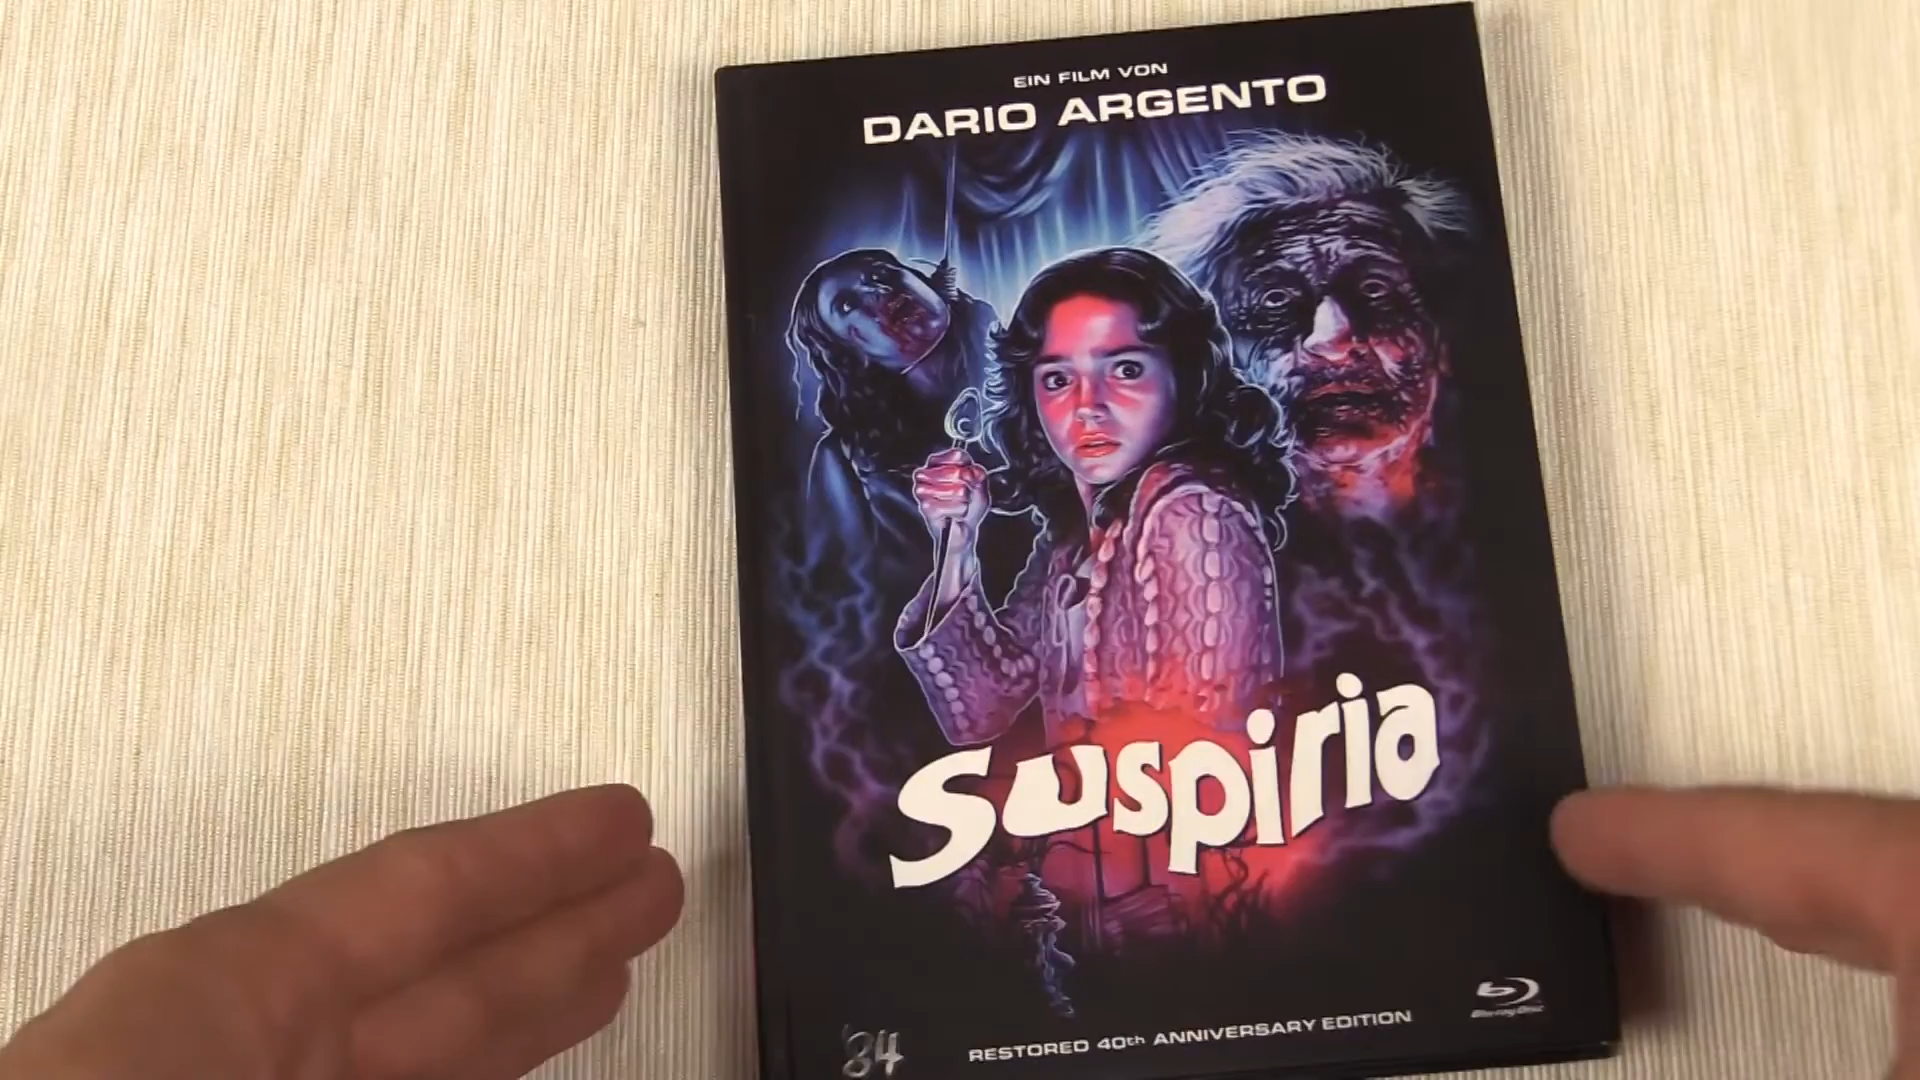 EIN FILM VON
DARIO ARGENTO
Suspiria
Blu-ray Disc
'84
RESTORED 40th ANNIVERSARY EDITION